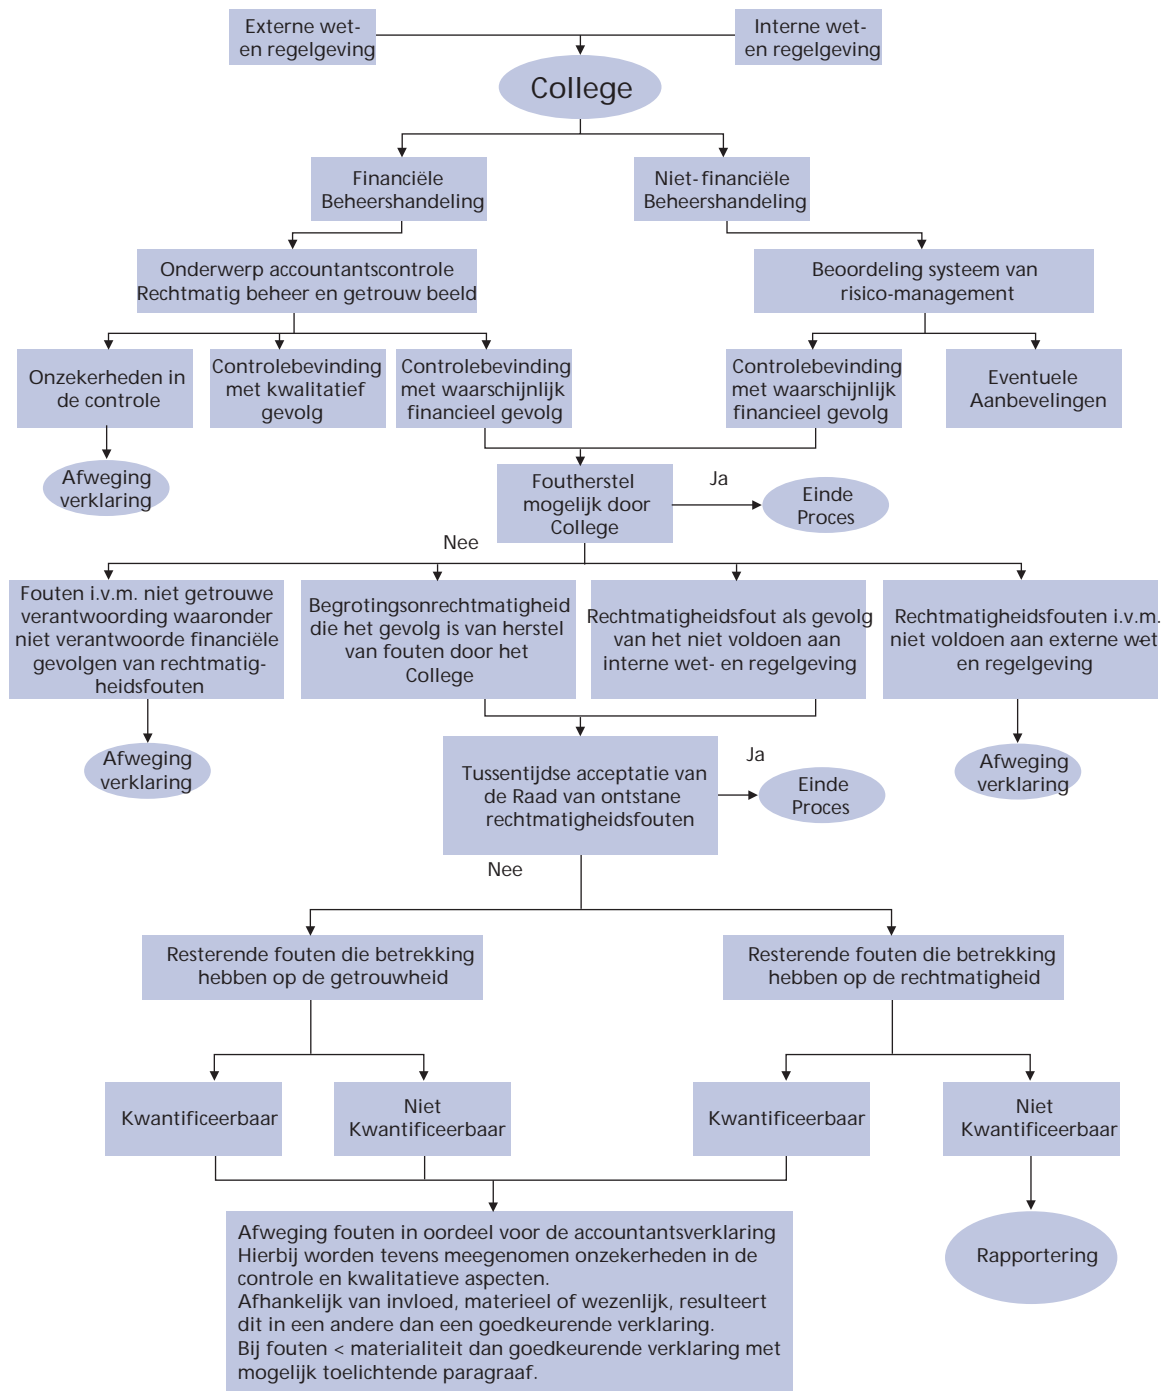 Externe wet-
en regelgeving
Interne wet-
en regelgeving
College
Financiële
Beheershandeling
Niet-financiële
Beheershandeling
Onderwerp accountantscontrole
Rechtmatig beheer en getrouw beeld
Beoordeling systeem van
risico-management
Onzekerheden in
de controle
Controlebevinding
met kwalitatief
gevolg
Controlebevinding
met waarschijnlijk
financieel gevolg
Controlebevinding
met waarschijnlijk
financieel gevolg
Eventuele
Aanbevelingen
Afweging
verklaring
Foutherstel
mogelijk door
College
Ja
Einde
Proces
Nee
Fouten i.v.m. niet getrouwe
verantwoording waaronder
niet verantwoorde financiële
gevolgen van rechtmatig-
heidsfouten
Begrotingsonrechtmatigheid
die het gevolg is van herstel
van fouten door het
College
Rechtmatigheidsfout als gevolg
van het niet voldoen aan
interne wet- en regelgeving
Rechtmatigheidsfouten i.v.m.
niet voldoen aan externe wet
en regelgeving
Afweging
verklaring
Tussentijdse acceptatie van
de Raad van ontstane
rechtmatigheidsfouten
Ja
Einde
Proces
Afweging
verklaring
Nee
Resterende fouten die betrekking
hebben op de getrouwheid
Resterende fouten die betrekking
hebben op de rechtmatigheid
Kwantificeerbaar
Niet
Kwantificeerbaar
Kwantificeerbaar
Niet
Kwantificeerbaar
Afweging fouten in oordeel voor de accountantsverklaring
Hierbij worden tevens meegenomen onzekerheden in de
controle en kwalitatieve aspecten.
Afhankelijk van invloed, materieel of wezenlijk, resulteert
dit in een andere dan een goedkeurende verklaring.
Bij fouten < materialiteit dan goedkeurende verklaring met
mogelijk toelichtende paragraaf.
Rapportering